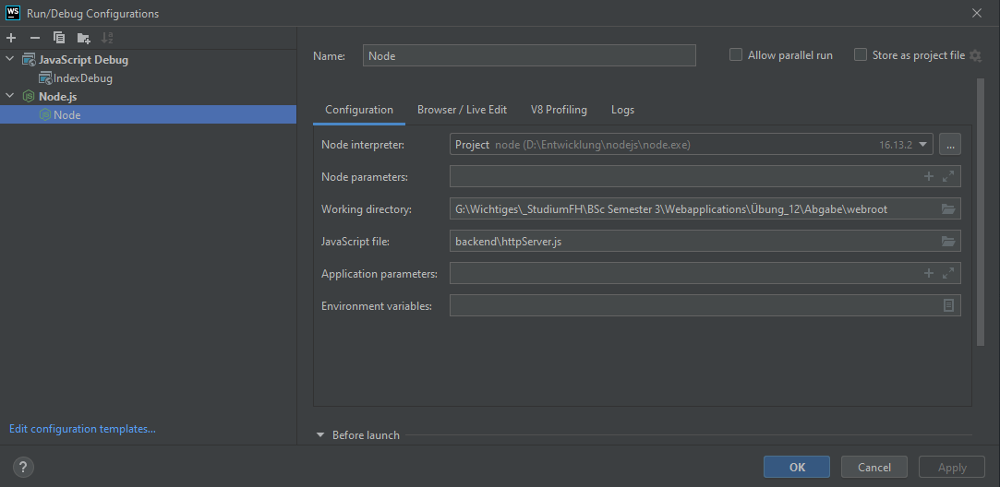 WS Run/Debug Configurations
JavaScript Debug
IndexDebug
Node.js
Node
Edit configuration templates...
Name: Node
Allow parallel run
Store as project file
Configuration Browser / Live Edit V8 Profiling Logs
Node interpreter: Project node (D:\Entwicklung\nodejs\node.exe) 16.13.2 ...
Node parameters:
Working directory: G:\Wichtiges\_StudiumFH\BSc Semester 3\Webapplications\Übung_12\Abgabe\webroot
JavaScript file: backend\httpServer.js
Application parameters:
Environment variables:
Before launch
? OK Cancel Apply